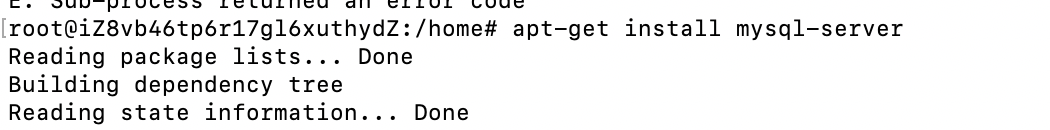 E: Sub-process returned an error code
[root@iZ8vb46tp6r17gl6xuthydZ:/home# apt-get install mysql-server
Reading package lists... Done
Building dependency tree
Reading state information... Done